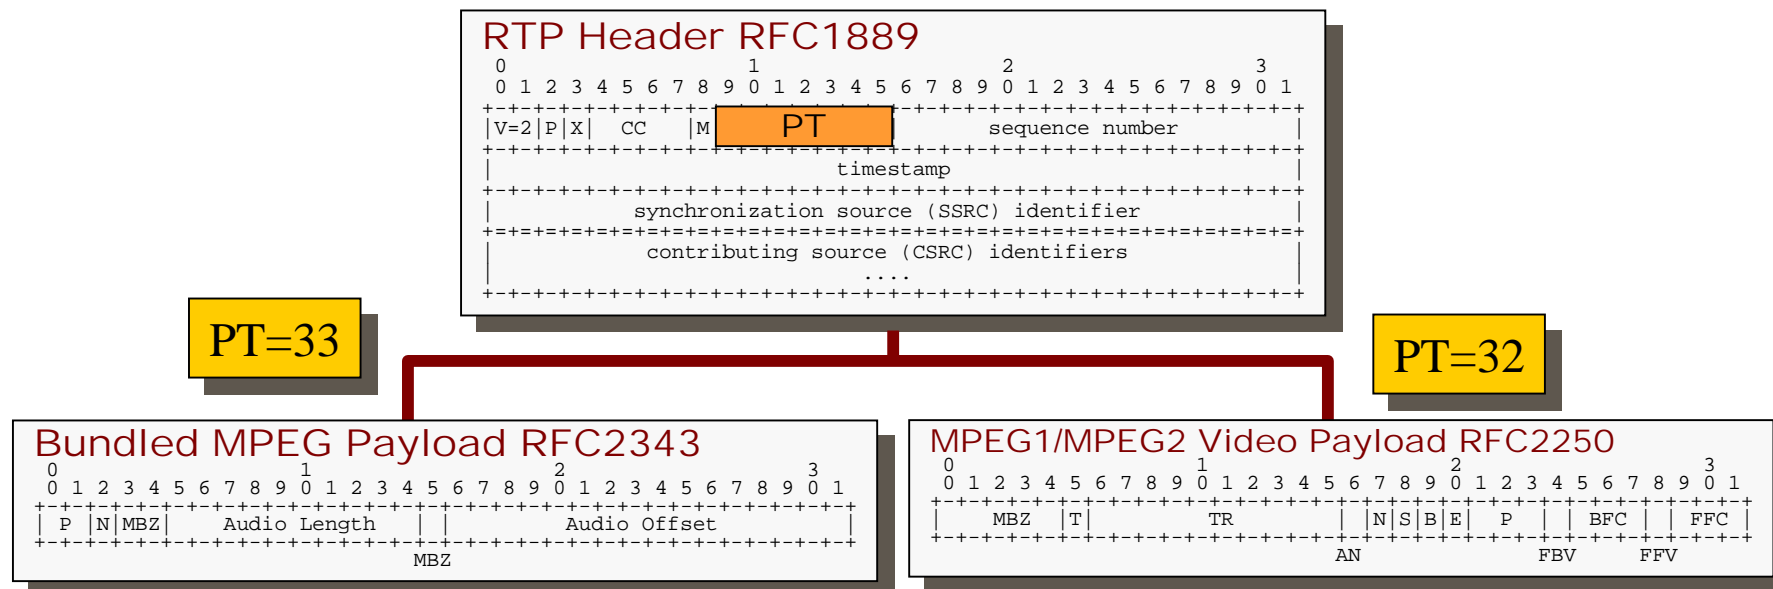 RTP Header RFC1889
0                   1                   2                   3
0 1 2 3 4 5 6 7 8 9 0 1 2 3 4 5 6 7 8 9 0 1 2 3 4 5 6 7 8 9 0 1
+-+-+-+-+-+-+-+-+-+-+-+-+-+-+-+-+-+-+-+-+-+-+-+-+-+-+-+-+-+-+-+-+
|V=2|P|X|  CC   |M|     PT      |       sequence number         |
+-+-+-+-+-+-+-+-+-+-+-+-+-+-+-+-+-+-+-+-+-+-+-+-+-+-+-+-+-+-+-+-+
|                           timestamp                           |
+-+-+-+-+-+-+-+-+-+-+-+-+-+-+-+-+-+-+-+-+-+-+-+-+-+-+-+-+-+-+-+-+
|           synchronization source (SSRC) identifier            |
+=+=+=+=+=+=+=+=+=+=+=+=+=+=+=+=+=+=+=+=+=+=+=+=+=+=+=+=+=+=+=+=+
|            contributing source (CSRC) identifiers             |
|                             ....                              |
+-+-+-+-+-+-+-+-+-+-+-+-+-+-+-+-+-+-+-+-+-+-+-+-+-+-+-+-+-+-+-+-+
PT=33
PT=32
Bundled MPEG Payload RFC2343
0                   1                   2                   3
0 1 2 3 4 5 6 7 8 9 0 1 2 3 4 5 6 7 8 9 0 1 2 3 4 5 6 7 8 9 0 1
+-+-+-+-+-+-+-+-+-+-+-+-+-+-+-+-+-+-+-+-+-+-+-+-+-+-+-+-+-+-+-+-+
| P |N|MBZ|    Audio Length   | |         Audio Offset          |
+-+-+-+-+-+-+-+-+-+-+-+-+-+-+-+-+-+-+-+-+-+-+-+-+-+-+-+-+-+-+-+-+
MBZ
MPEG1/MPEG2 Video Payload RFC2250
0                   1                   2                   3
0 1 2 3 4 5 6 7 8 9 0 1 2 3 4 5 6 7 8 9 0 1 2 3 4 5 6 7 8 9 0 1
+-+-+-+-+-+-+-+-+-+-+-+-+-+-+-+-+-+-+-+-+-+-+-+-+-+-+-+-+-+-+-+-+
|    MBZ  |T|         TR        | |N|S|B|E|  P  | | BFC | | FFC |
+-+-+-+-+-+-+-+-+-+-+-+-+-+-+-+-+-+-+-+-+-+-+-+-+-+-+-+-+-+-+-+-+
AN              FBV     FFV